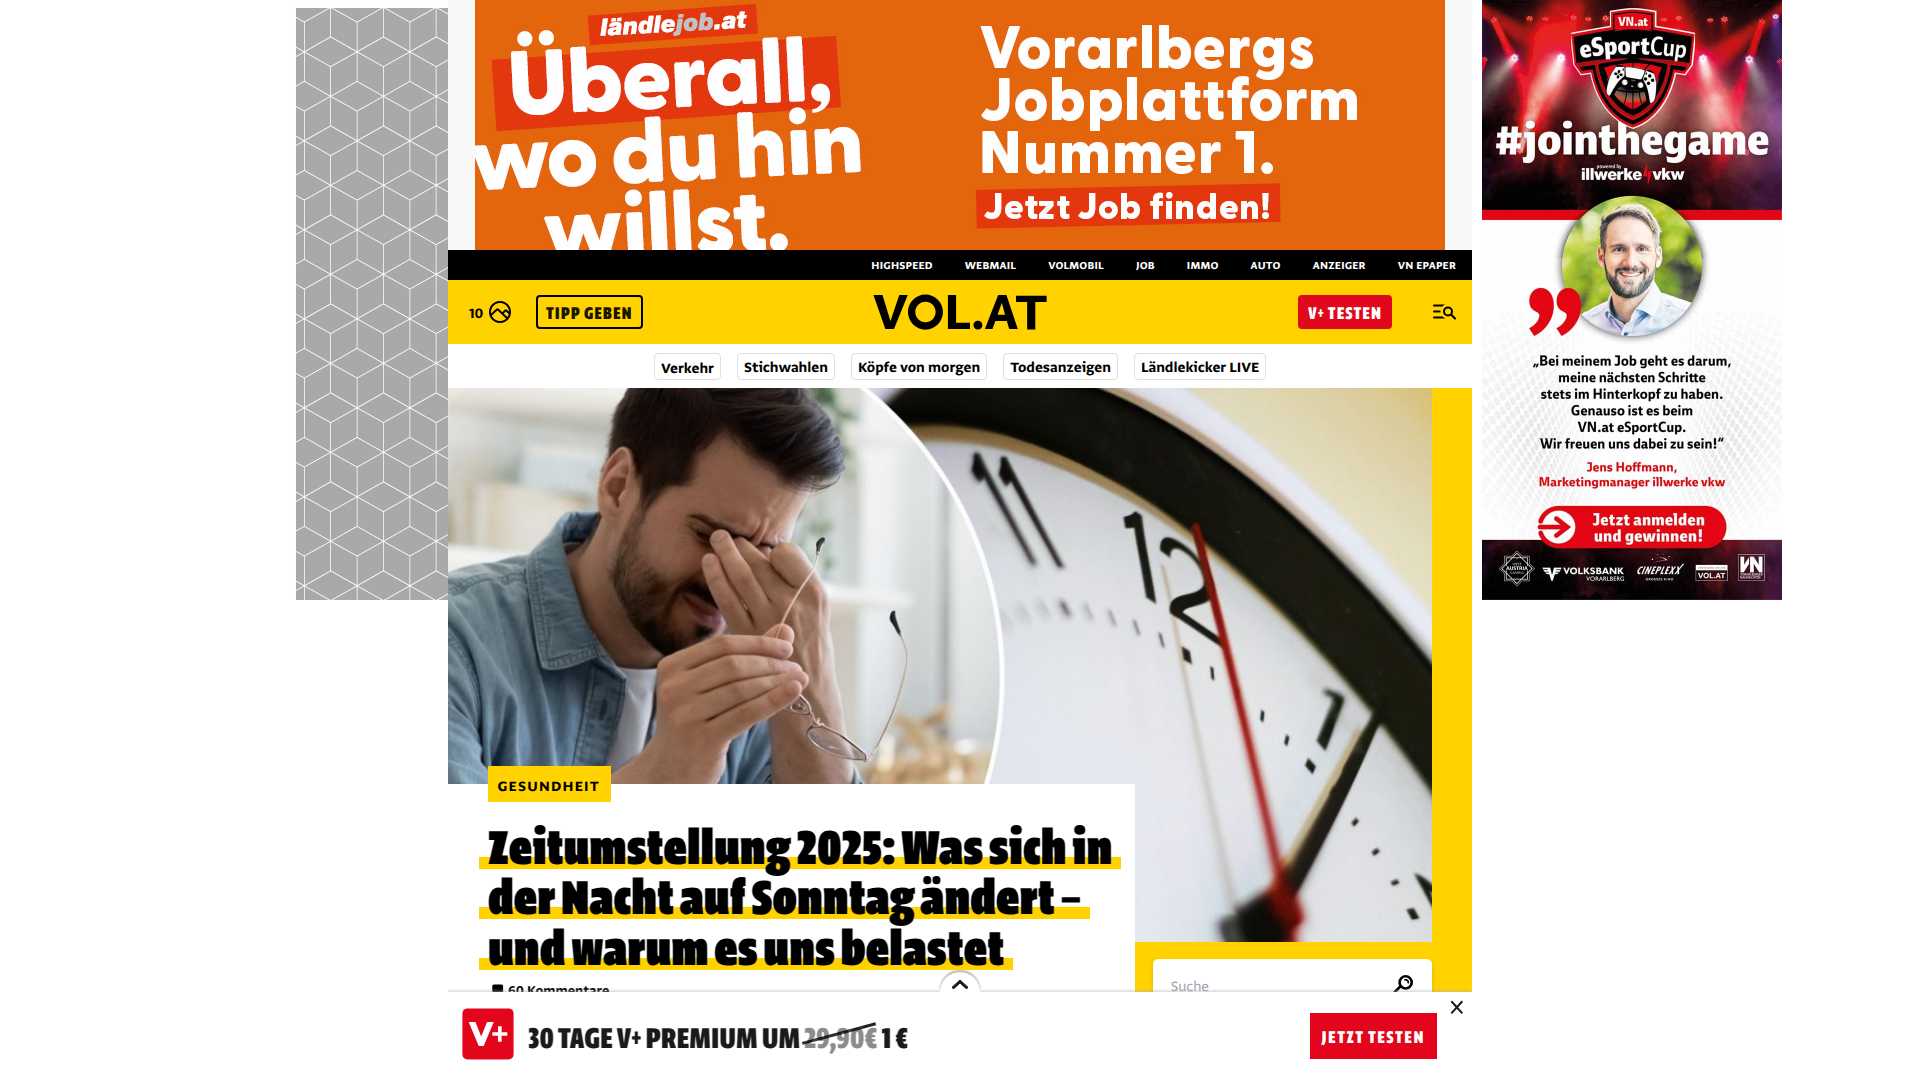 ländlejob.at
Überall,
wo du hin
willst.
Vorarlbergs
Jobplattform
Nummer 1.
Jetzt Job finden!
VN.at
eSportCup
#jointhegame
powered by
illwerke vkw
„Bei meinem Job geht es darum,
meine nächsten Schritte
stets im Hinterkopf zu haben.
Genauso ist es beim
VN.at eSportCup.
Wir freuen uns dabei zu sein!“
Jens Hoffmann,
Marketingmanager illwerke vkw
Jetzt anmelden
und gewinnen!
VOLKSBANK
VORARLBERG
CINEPLEXX
VOL.AT
VN
HIGHSPEED WEBMAIL VOLMOBIL JOB IMMO AUTO ANZEIGER VN EPAPER
10 TIPP GEBEN VOL.AT V+ TESTEN
Verkehr Stichwahlen Köpfe von morgen Todesanzeigen Ländlekicker LIVE
11
12
1
GESUNDHEIT
Zeitumstellung 2025: Was sich in
der Nacht auf Sonntag ändert –
und warum es uns belastet
60 Kommentare
Suche
V+ 30 TAGE V+ PREMIUM UM 29,90€ 1 € JETZT TESTEN